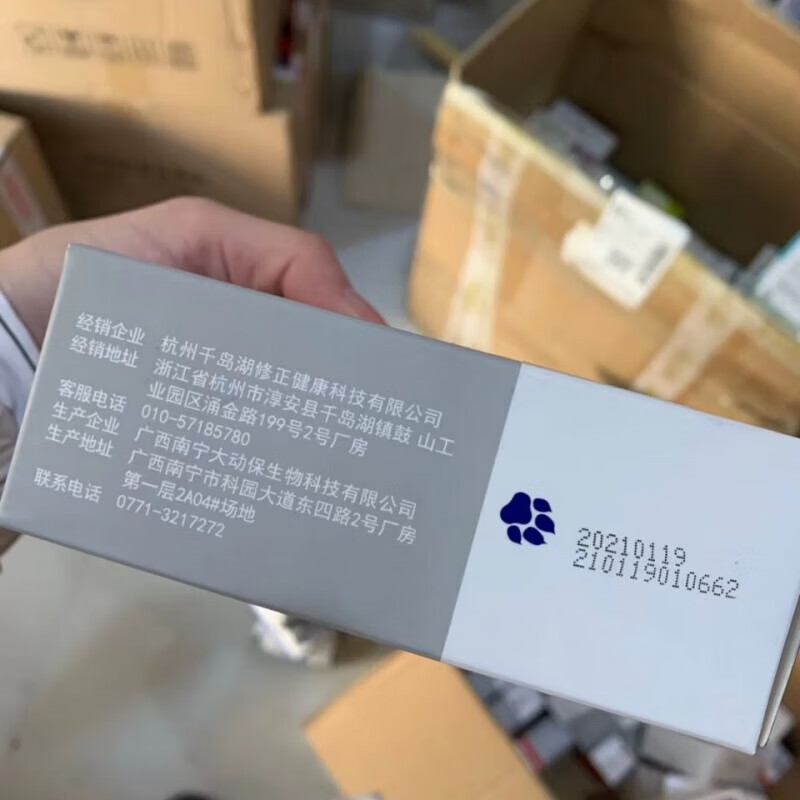 经销企业 杭州千岛湖修正健康科技有限公司
经销地址 浙江省杭州市淳安县千岛湖镇鼓 山工
业园区涌金路199号2号厂房
客服电话 010-57185780
生产企业 广西南宁大动保生物科技有限公司
生产地址 广西南宁市科园大道东四路2号厂房
第一层2A04#场地
联系电话 0771-3217272
20210119
210119010662